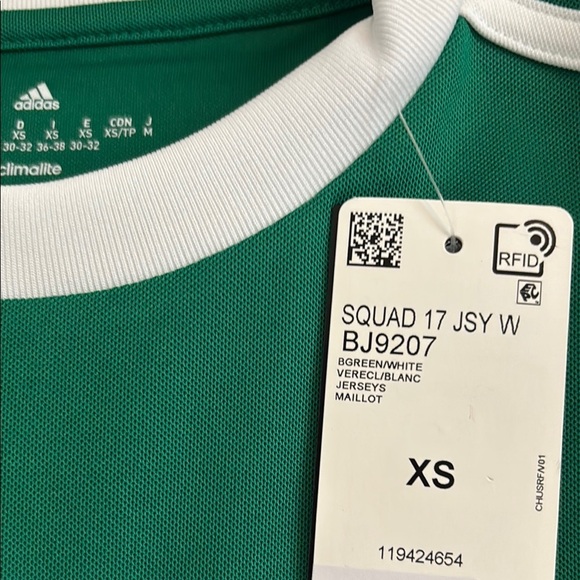 adidas
D I E CDN J
XS XS XS XS/TP M
30-32 36-38 30-32
climalite
RFID
SQUAD 17 JSY W
BJ9207
BGREEN/WHITE
VERECL/BLANC
JERSEYS
MAILLOT
XS
CHUSRF/V01
119424654